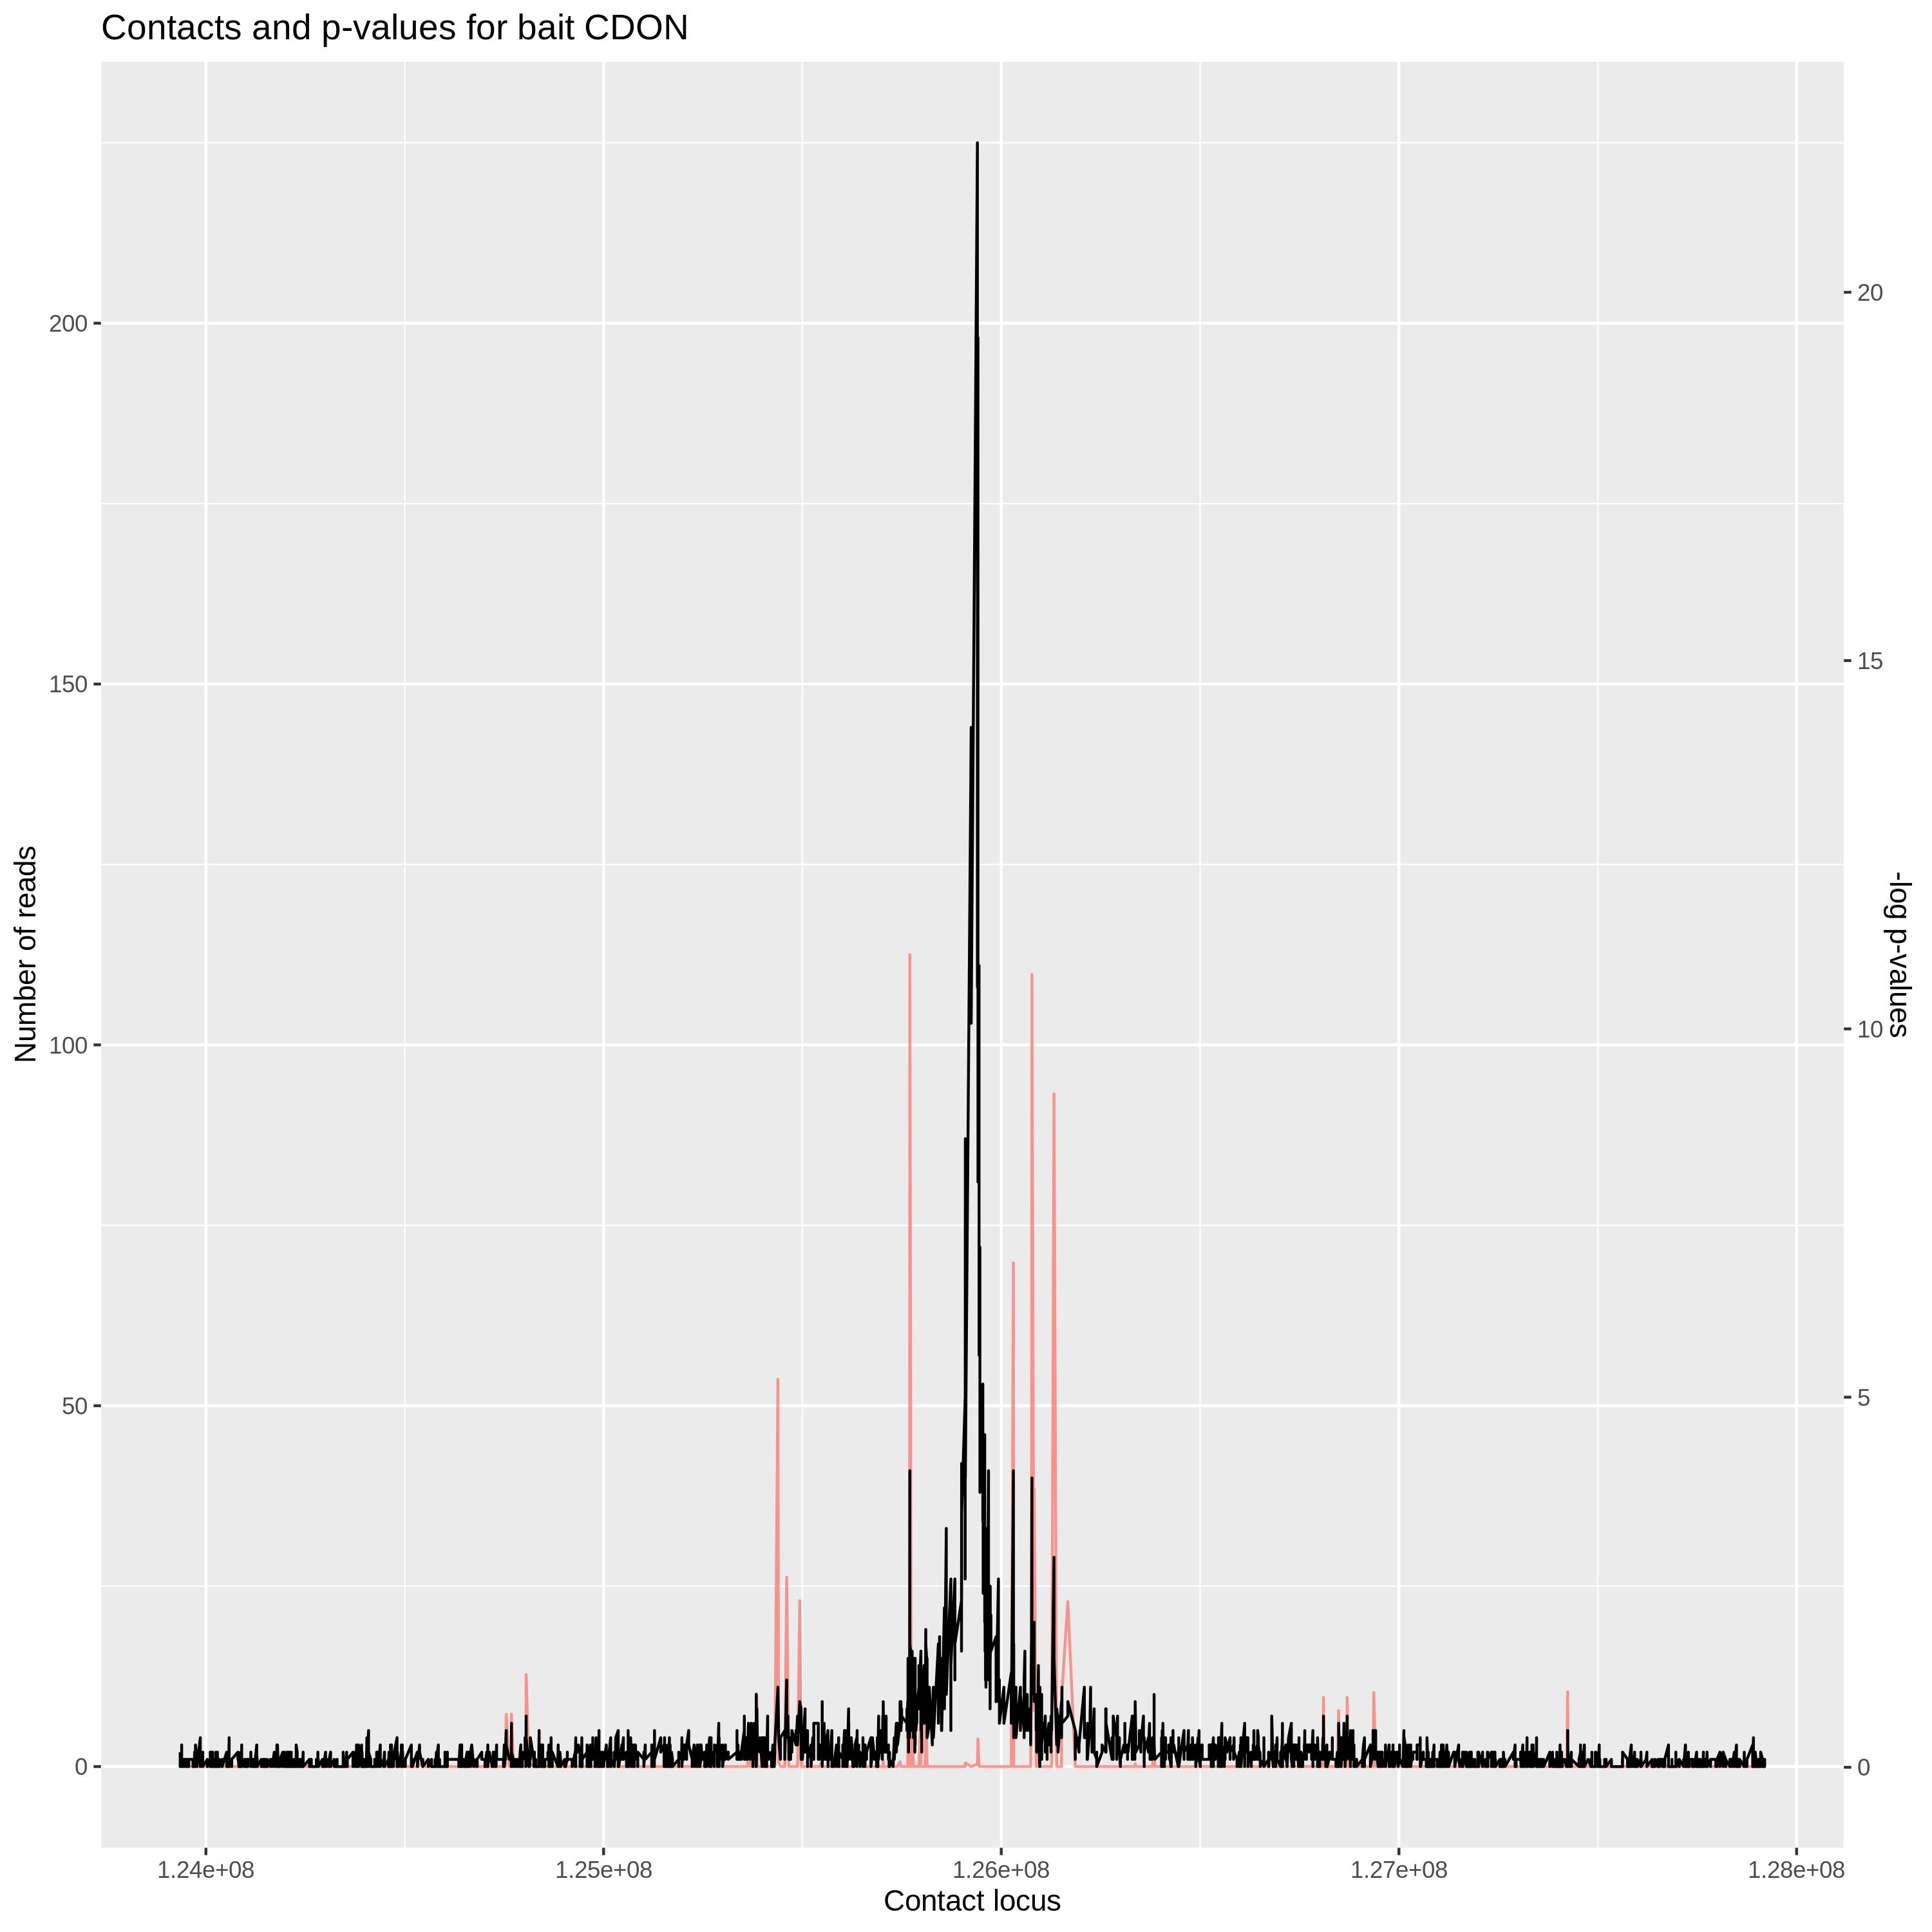 Contacts and p-values for bait CDON
200
150
100
50
0
20
15
10
5
0
Number of reads
-log p-values
1.24e+08
1.25e+08
1.26e+08
1.27e+08
1.28e+08
Contact locus